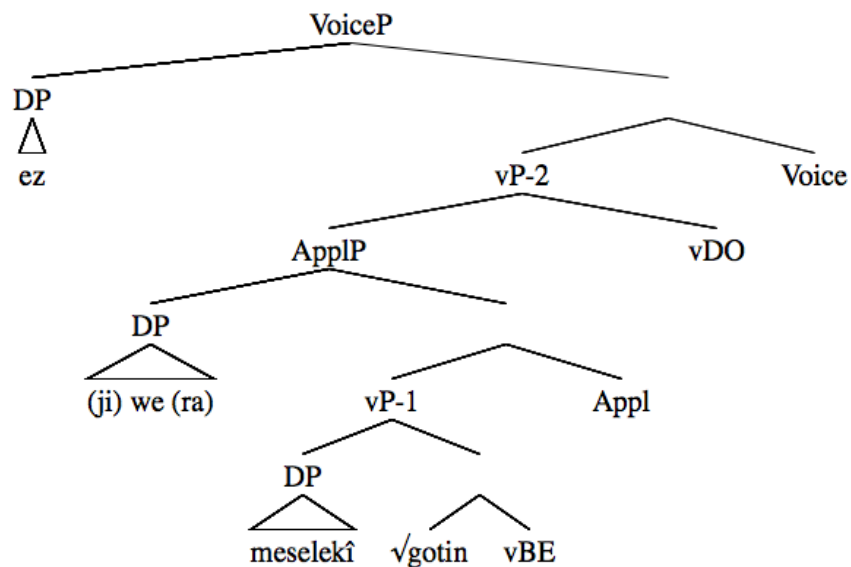 VoiceP
DP
ez
vP-2 Voice
ApplP vDO
DP
(ji) we (ra) vP-1 Appl
DP
meselekî √gotin vBE